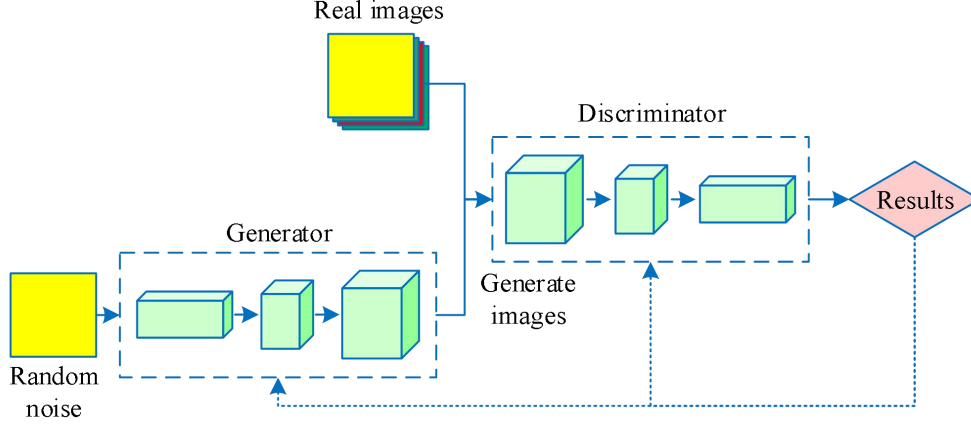 Real images
Discriminator
Results
Generator
Generate
images
Random
noise